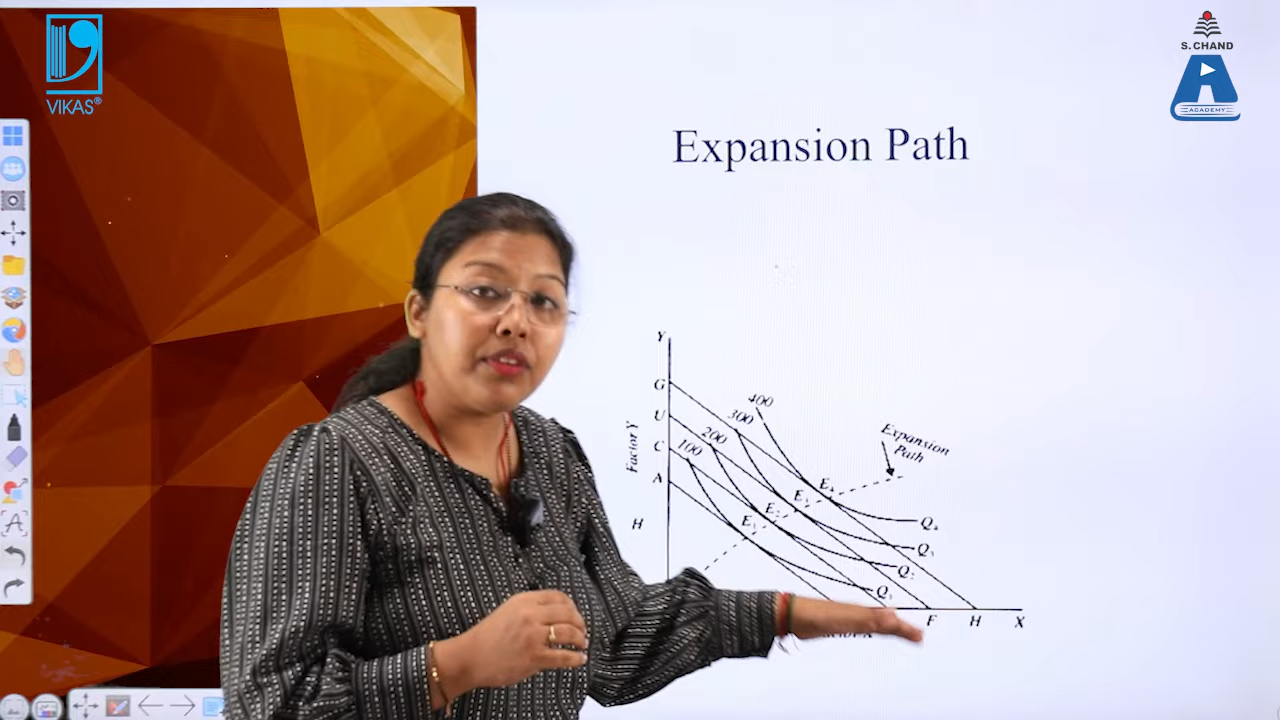 VIKAS®
S. CHAND
ACADEMY
Expansion Path
Y
G
U
C
A
H
Factor Y
100
200
300
400
Expansion
Path
E1
E2
E3
E4
Q4
Q3
Q2
F
H
X